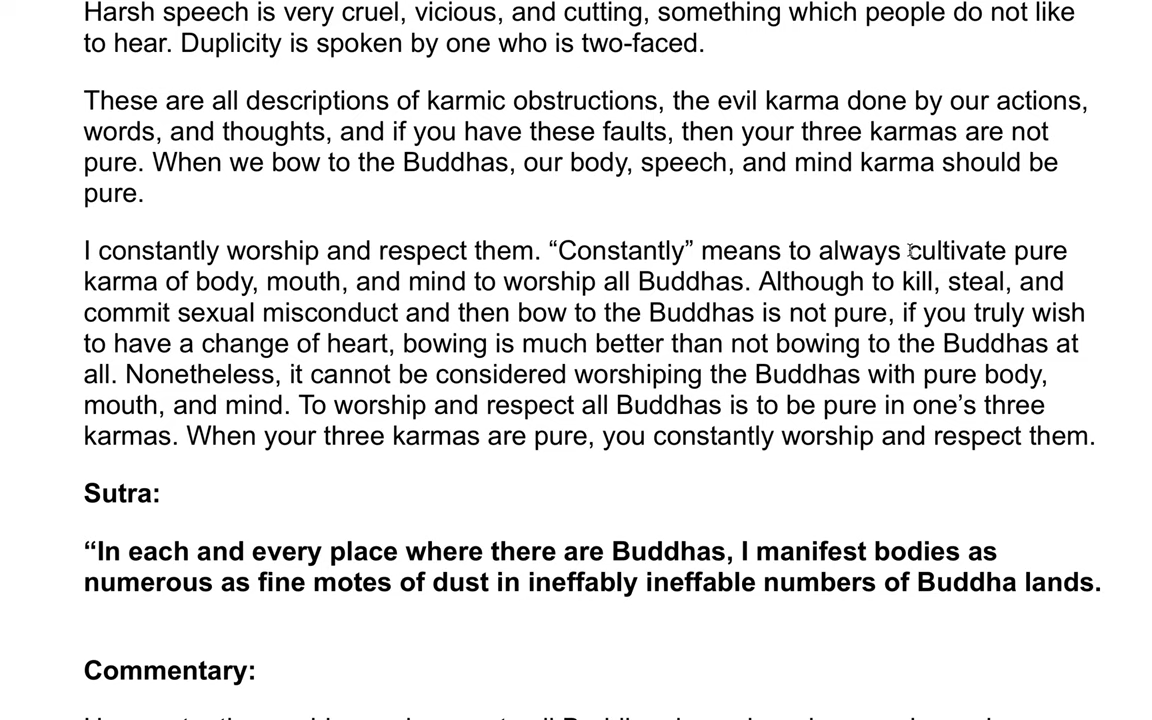 Harsh speech is very cruel, vicious, and cutting, something which people do not like
to hear. Duplicity is spoken by one who is two-faced.
These are all descriptions of karmic obstructions, the evil karma done by our actions,
words, and thoughts, and if you have these faults, then your three karmas are not
pure. When we bow to the Buddhas, our body, speech, and mind karma should be
pure.
I constantly worship and respect them. “Constantly” means to always cultivate pure
karma of body, mouth, and mind to worship all Buddhas. Although to kill, steal, and
commit sexual misconduct and then bow to the Buddhas is not pure, if you truly wish
to have a change of heart, bowing is much better than not bowing to the Buddhas at
all. Nonetheless, it cannot be considered worshiping the Buddhas with pure body,
mouth, and mind. To worship and respect all Buddhas is to be pure in one’s three
karmas. When your three karmas are pure, you constantly worship and respect them.
Sutra:
“In each and every place where there are Buddhas, I manifest bodies as
numerous as fine motes of dust in ineffably ineffable numbers of Buddha lands.
Commentary: